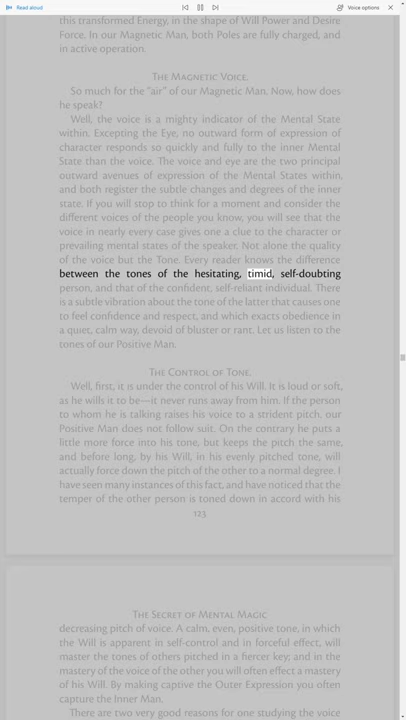 Read aloud
Voice options
this transformed Energy, in the shape of Will Power and Desire
Force. In our Magnetic Man, both Poles are fully charged, and
in active operation.
The Magnetic Voice.
So much for the "air" of our Magnetic Man. Now, how does
he speak?
Well, the voice is a mighty indicator of the Mental State
within. Excepting the Eye, no outward form of expression of
character responds so quickly and fully to the inner Mental
State than the voice. The voice and eye are the two principal
outward avenues of expression of the Mental States within,
and both register the subtle changes and degrees of the inner
state. If you will stop to think for a moment and consider the
different voices of the people you know, you will see that the
voice in nearly every case gives one a clue to the character or
prevailing mental states of the speaker. Not alone the quality
of the voice but the Tone. Every reader knows the difference
between the tones of the hesitating, timid, self-doubting
person, and that of the confident, self-reliant individual. There
is a subtle vibration about the tone of the latter that causes one
to feel confidence and respect, and which exacts obedience in
a quiet, calm way, devoid of bluster or rant. Let us listen to the
tones of our Positive Man.
The Control of Tone.
Well, first, it is under the control of his Will. It is loud or soft,
as he wills it to be—it never runs away from him. If the person
to whom he is talking raises his voice to a strident pitch, our
Positive Man does not follow suit. On the contrary he puts a
little more force into his tone, but keeps the pitch the same,
and before long, by his Will, in his evenly pitched tone, will
actually force down the pitch of the other to a normal degree. I
have seen many instances of this fact, and have noticed that the
temper of the other person is toned down in accord with his
123
The Secret of Mental Magic
decreasing pitch of voice. A calm, even, positive tone, in which
the Will is apparent in self-control and in forceful effect, will
master the tones of others pitched in a fiercer key; and in the
mastery of the voice of the other you will often effect a mastery
of his Will. By making captive the Outer Expression you often
capture the Inner Man.
There are two very good reasons for one studying the voice